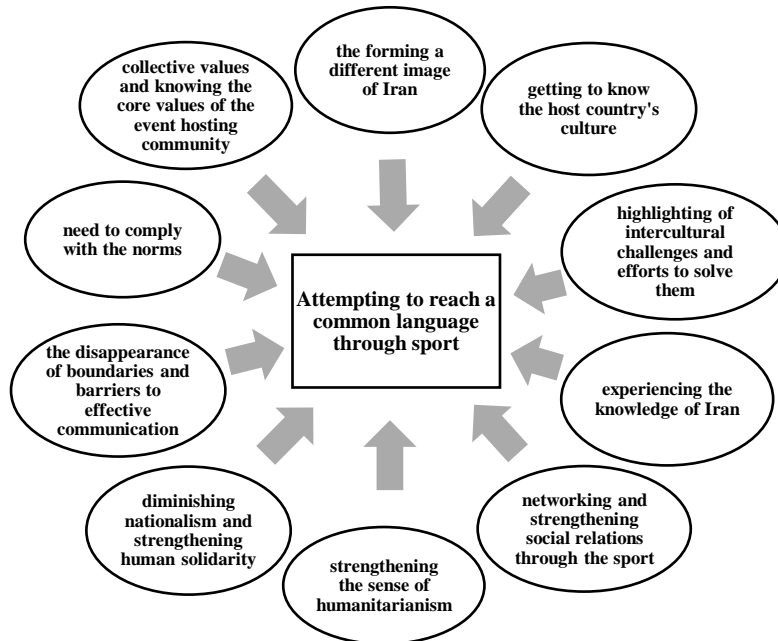 the forming a
different image
of Iran
collective values
and knowing the
core values of the
event hosting
community
getting to know
the host country's
culture
need to comply
with the norms
highlighting of
intercultural
challenges and
efforts to solve
them
Attempting to reach a
common language
through sport
the disappearance
of boundaries and
barriers to
effective
communication
experiencing the
knowledge of Iran
diminishing
nationalism and
strengthening
human solidarity
networking and
strengthening
social relations
through the sport
strengthening
the sense of
humanitarianism